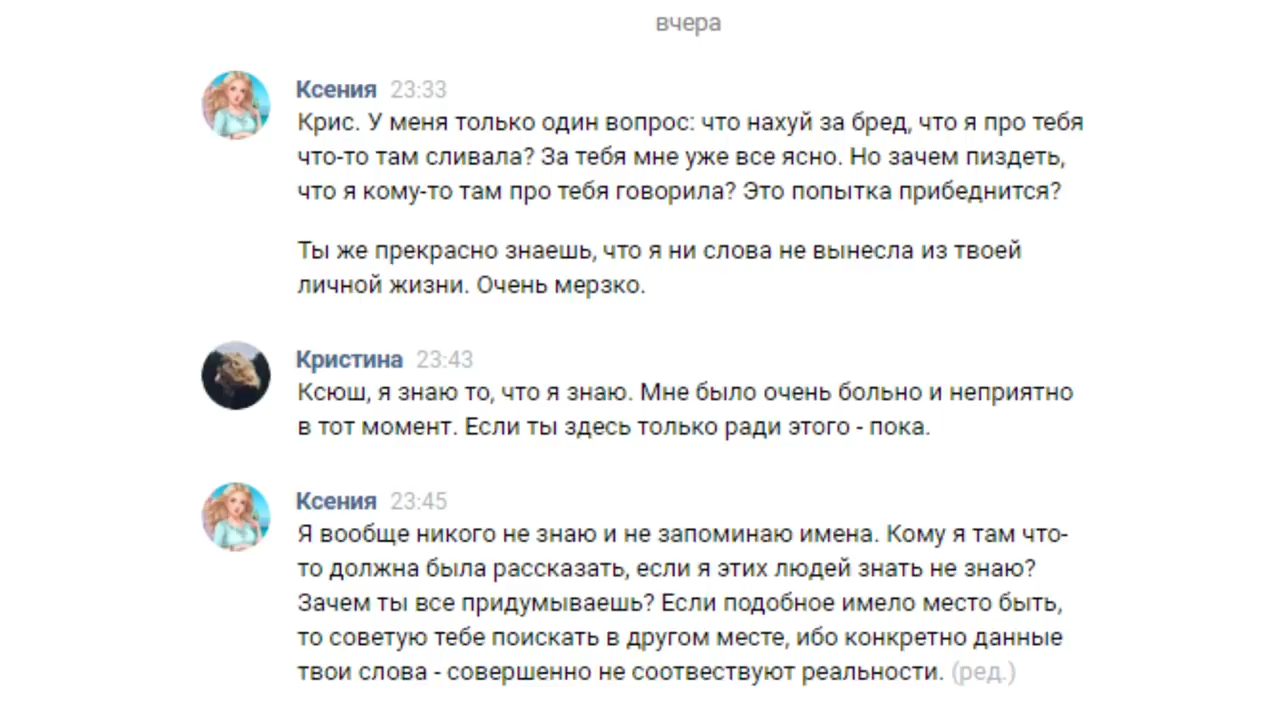 вчера
Ксения 23:33
Крис. У меня только один вопрос: что нахуй за бред, что я про тебя
что-то там сливала? За тебя мне уже все ясно. Но зачем пиздеть,
что я кому-то там про тебя говорила? Это попытка прибеднится?
Ты же прекрасно знаешь, что я ни слова не вынесла из твоей
личной жизни. Очень мерзко.
Кристина 23:43
Ксюш, я знаю то, что я знаю. Мне было очень больно и неприятно
в тот момент. Если ты здесь только ради этого - пока.
Ксения 23:45
Я вообще никого не знаю и не запоминаю имена. Кому я там что-
то должна была рассказать, если я этих людей знать не знаю?
Зачем ты все придумываешь? Если подобное имело место быть,
то советую тебе поискать в другом месте, ибо конкретно данные
твои слова - совершенно не соотвествуют реальности. (ред.)